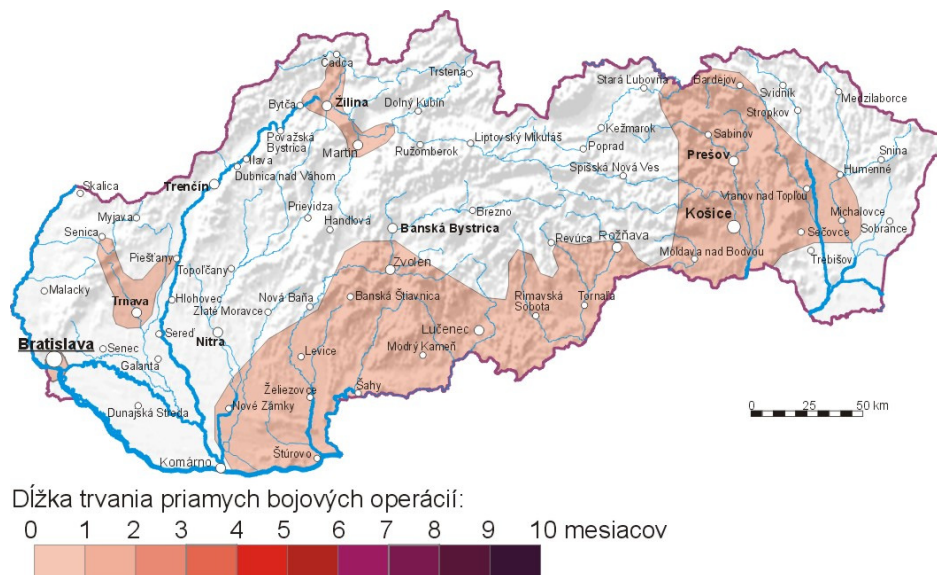 Čadca
Trstená
Žilina
Bytča
Dolný Kubín
Stará Ľubovňa
Bardejov
Svidník
Medzilaborce
Stropkov
Považská
Bystrica
Martin
Ružomberok
Liptovský Mikuláš
Kežmarok
Poprad
Sabinov
Prešov
Snina
Humenné
Ilava
Dubnica nad Váhom
Trenčín
Spišská Nová Ves
Vranov nad Topľou
Skalica
Myjava
Prievidza
Handlová
Brezno
Košice
Michalovce
Senica
Banská Bystrica
Sečovce
Sobrance
Piešťany
Topoľčany
Zvolen
Revúca
Rožňava
Moldava nad Bodvou
Trebišov
Malacky
Trnava
Hlohovec
Nová Baňa
Zlaté Moravce
Banská Štiavnica
Rimavská
Sobota
Tornaľa
Sereď
Nitra
Lučenec
Bratislava
Senec
Galanta
Levice
Modrý Kameň
Želiezovce
Šahy
Dunajská Streda
Nové Zámky
0 25 50 km
Štúrovo
Komárno
Dĺžka trvania priamych bojových operácií:
0 1 2 3 4 5 6 7 8 9 10 mesiacov